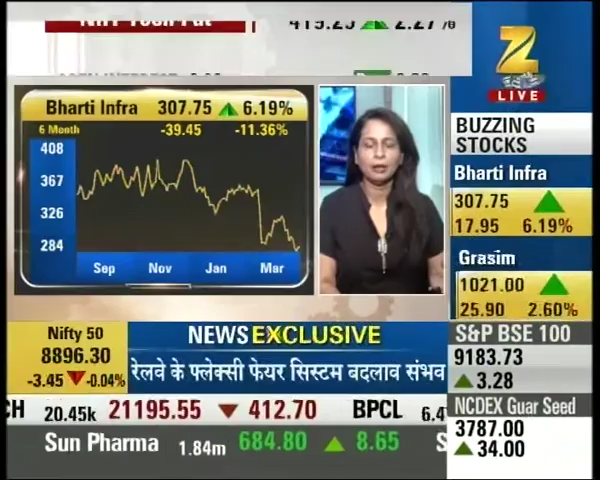 419.25 2.27%
LIVE
Bharti Infra 307.75 6.19%
6 Month -39.45 -11.36%
408
367
326
284
Sep Nov Jan Mar
BUZZING
STOCKS
Bharti Infra
307.75
17.95 6.19%
Grasim
1021.00
25.90 2.60%
Nifty 50
8896.30
-3.45 -0.04%
NEWS EXCLUSIVE
रेलवे के फ्लेक्सी फेयर सिस्टम बदलाव संभव
S&P BSE 100
9183.73
3.28
NCDEX Guar Seed
3787.00
34.00
CH 20.45k 21195.55 412.70 BPCL 6.4
Sun Pharma 1.84m 684.80 8.65 S